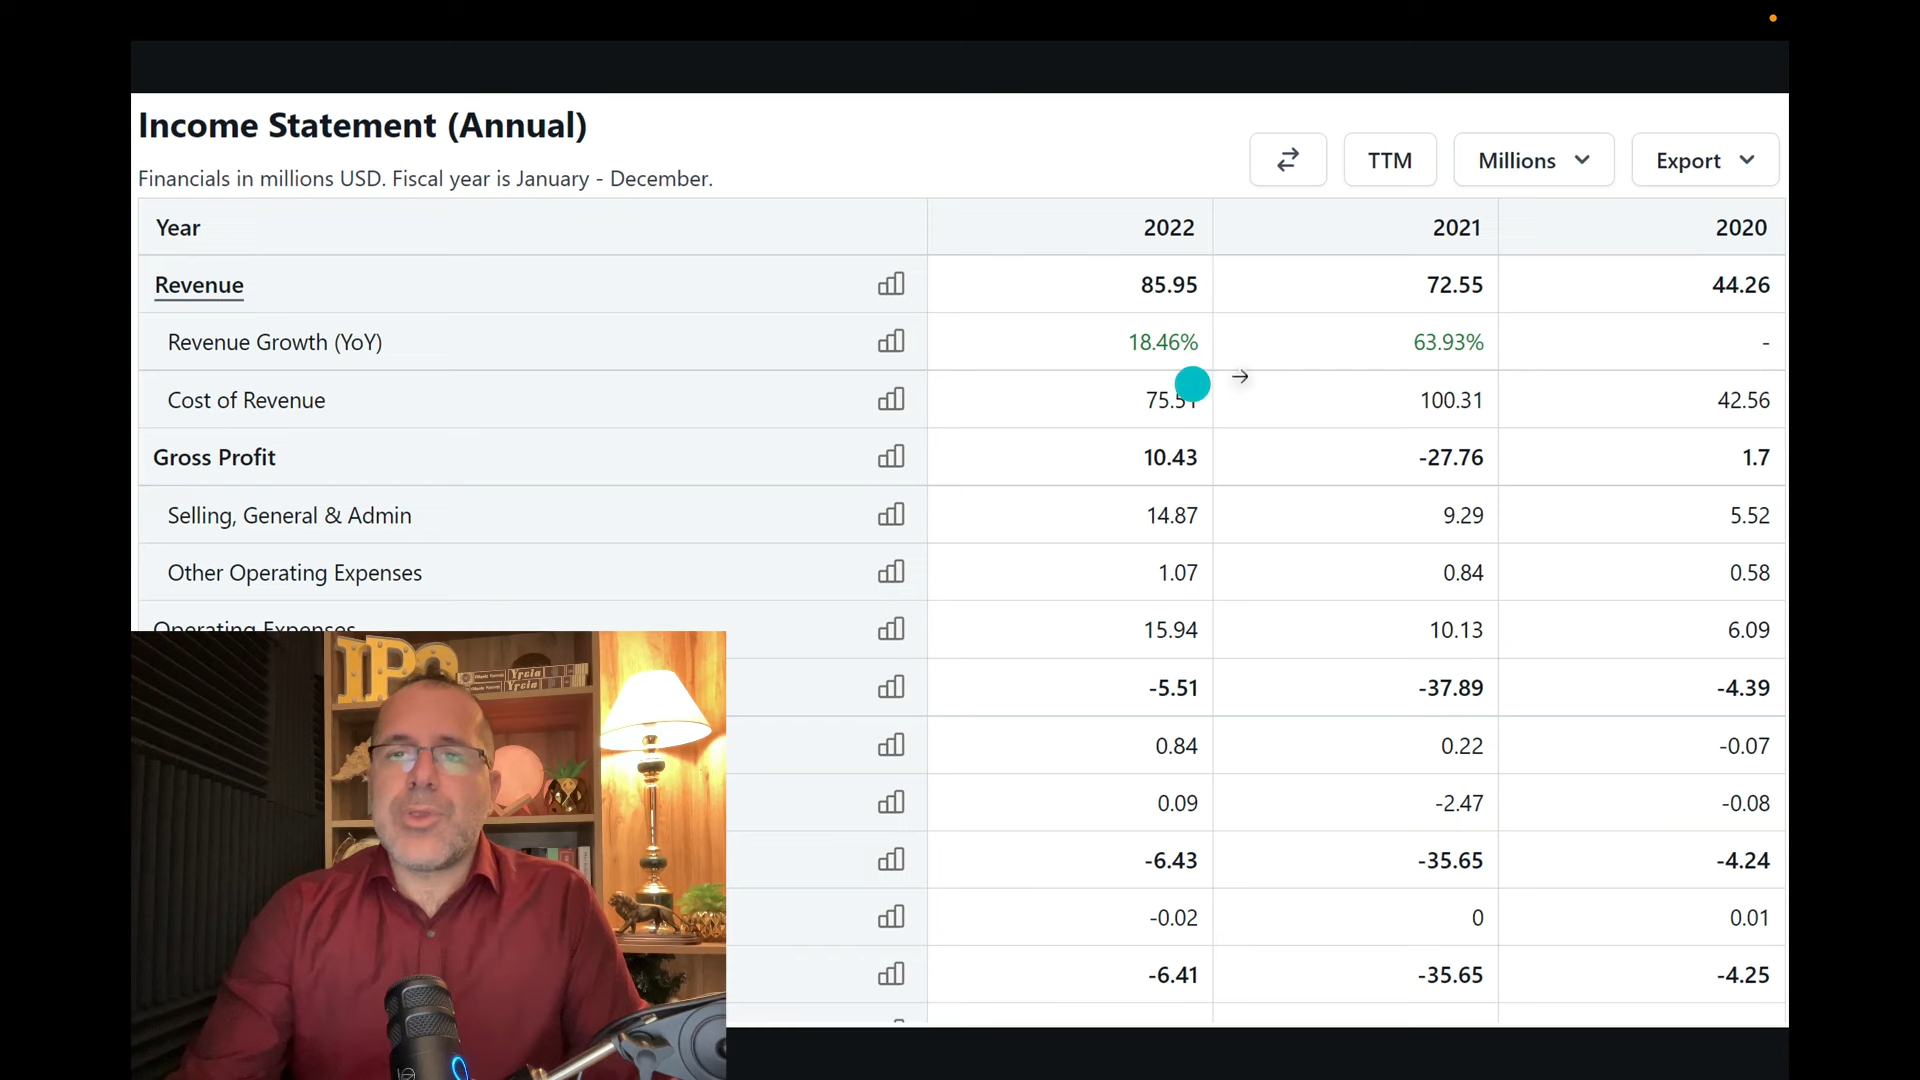 Income Statement (Annual)
Financials in millions USD. Fiscal year is January - December.
TTM
Millions
Export
Year 2022 2021 2020
Revenue 85.95 72.55 44.26
Revenue Growth (YoY) 18.46% 63.93% -
Cost of Revenue 75.51 100.31 42.56
Gross Profit 10.43 -27.76 1.7
Selling, General & Admin 14.87 9.29 5.52
Other Operating Expenses 1.07 0.84 0.58
Operating Expenses 15.94 10.13 6.09
-5.51 -37.89 -4.39
0.84 0.22 -0.07
0.09 -2.47 -0.08
-6.43 -35.65 -4.24
-0.02 0 0.01
-6.41 -35.65 -4.25
IPO